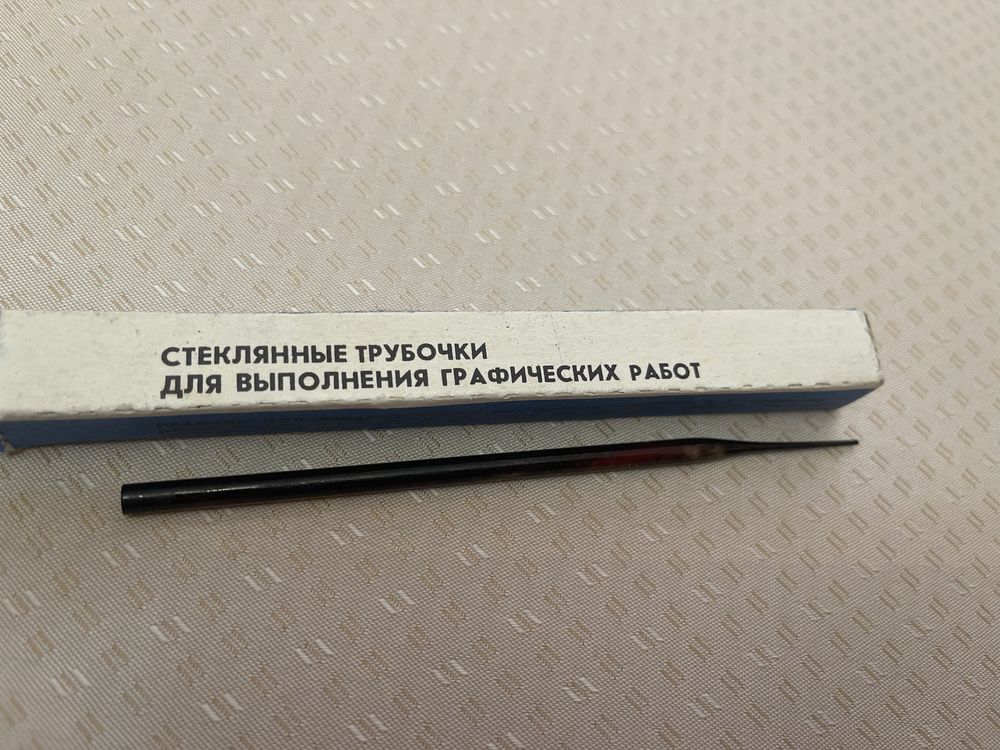 СТЕКЛЯННЫЕ ТРУБОЧКИ
ДЛЯ ВЫПОЛНЕНИЯ ГРАФИЧЕСКИХ РАБОТ